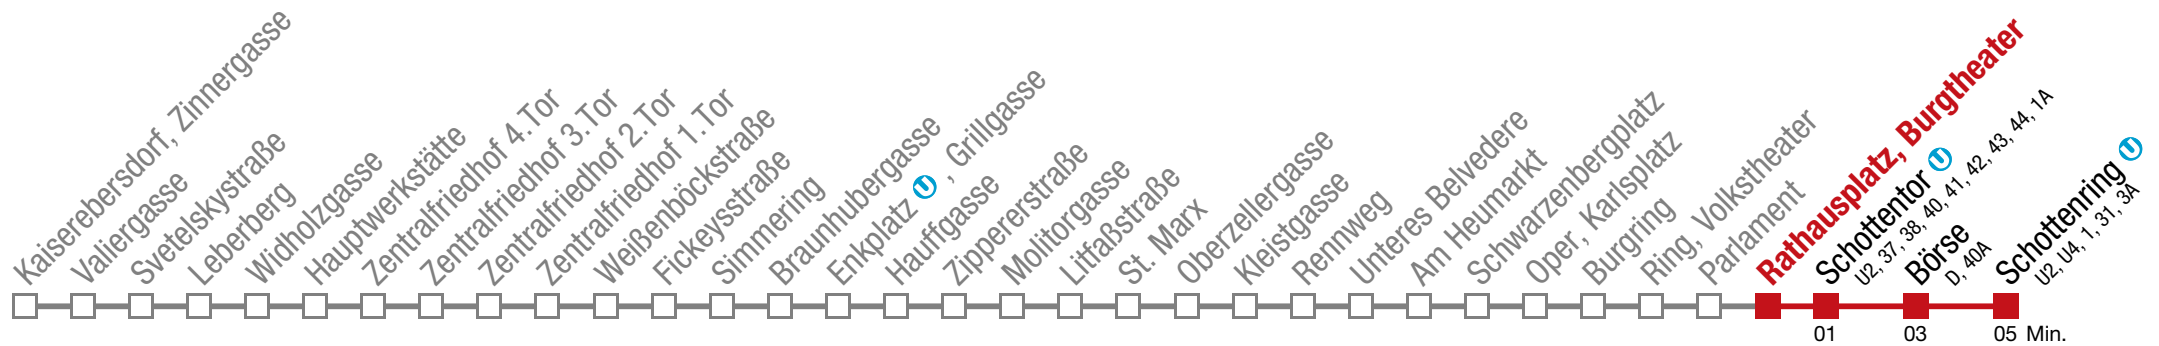 Kaiserebersdorf, Zinnergasse
Valiergasse
Svetelskystraße
Leberberg
Widholzgasse
Hauptwerkstätte
Zentralfriedhof 4.Tor
Zentralfriedhof 3.Tor
Zentralfriedhof 2.Tor
Zentralfriedhof 1.Tor
Weißenböckstraße
Fickeysstraße
Simmering
Braunhubergasse
Enkplatz U, Grillgasse
Hauffgasse
Zippererstraße
Molitorgasse
Litfaßstraße
St. Marx
Oberzellergasse
Kleistgasse
Rennweg
Unteres Belvedere
Am Heumarkt
Schwarzenbergplatz
Oper, Karlsplatz
Burgring
Ring, Volkstheater
Parlament
Rathausplatz, Burgtheater
Schottentor U
U2, 37, 38, 40, 41, 42, 43, 44, 1A
Börse
D, 40A
Schottenring U
U2, U4, 1, 31, 3A
01 03 05 Min.